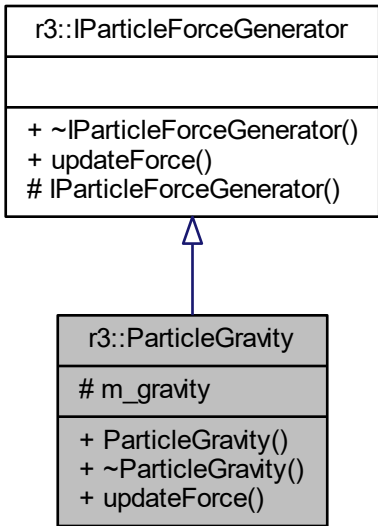 r3::IParticleForceGenerator
+ ~IParticleForceGenerator()
+ updateForce()
# IParticleForceGenerator()
r3::ParticleGravity
# m_gravity
+ ParticleGravity()
+ ~ParticleGravity()
+ updateForce()